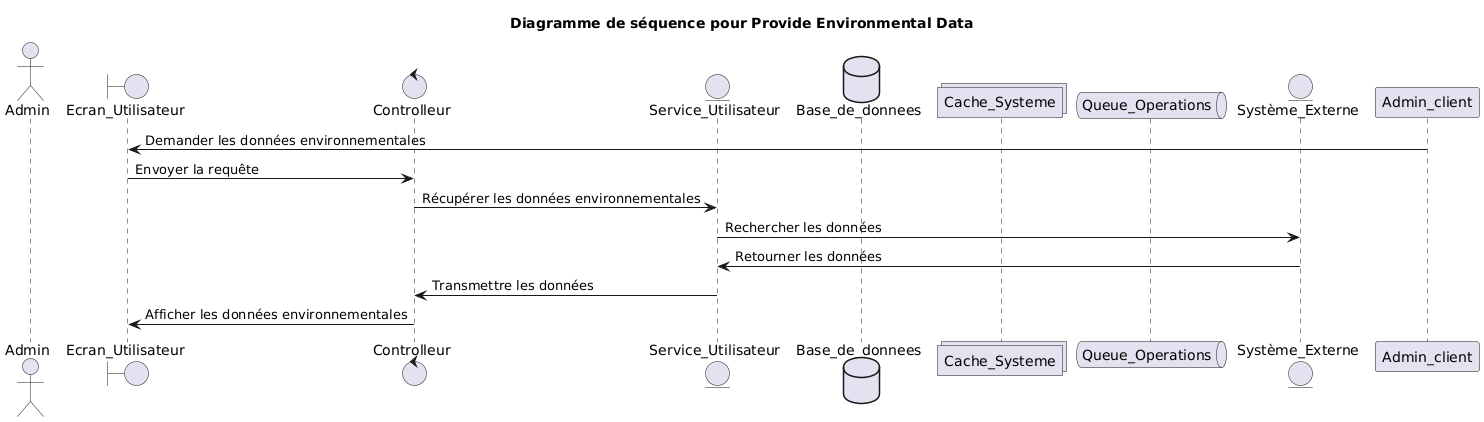 Diagramme de séquence pour Provide Environmental Data
Admin
Ecran_Utilisateur
Controlleur
Service_Utilisateur
Base_de_donnees
Cache_Systeme
Queue_Operations
Système_Externe
Admin_client
Demander les données environnementales
Envoyer la requête
Récupérer les données environnementales
Rechercher les données
Retourner les données
Transmettre les données
Afficher les données environnementales
Admin
Ecran_Utilisateur
Controlleur
Service_Utilisateur
Base_de_donnees
Cache_Systeme
Queue_Operations
Système_Externe
Admin_client